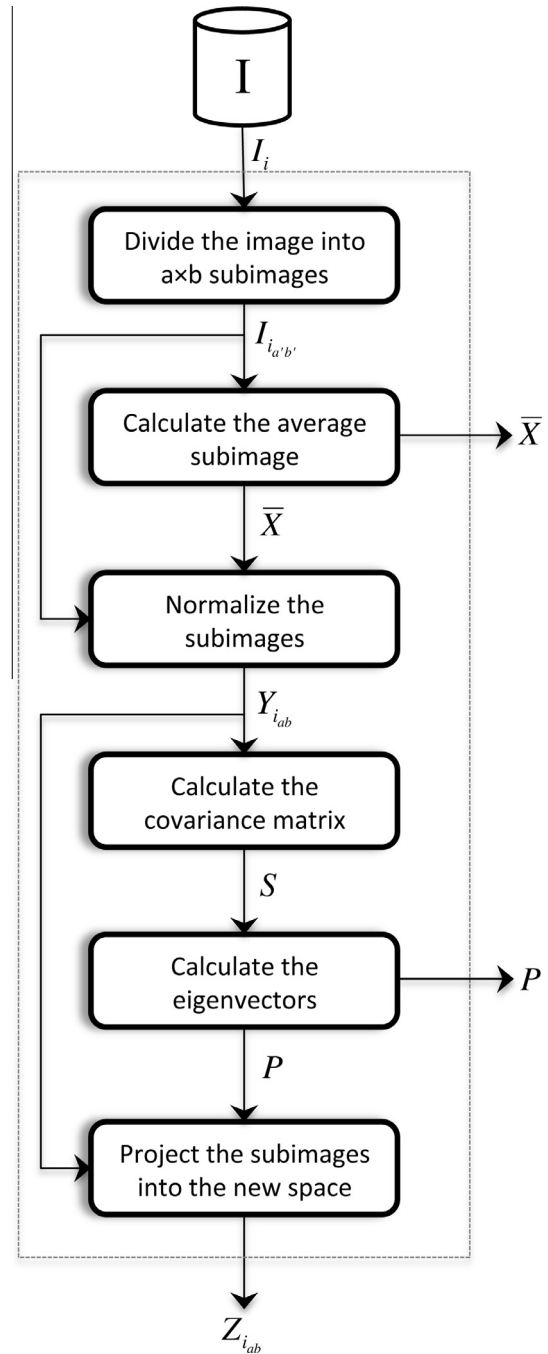 I
I_i
Divide the image into
a×b subimages
I_{i_{a'b'}}
Calculate the average
subimage
X̅
X̅
Normalize the
subimages
Y_{i_{ab}}
Calculate the
covariance matrix
S
Calculate the
eigenvectors
P
P
Project the subimages
into the new space
Z_{i_{ab}}